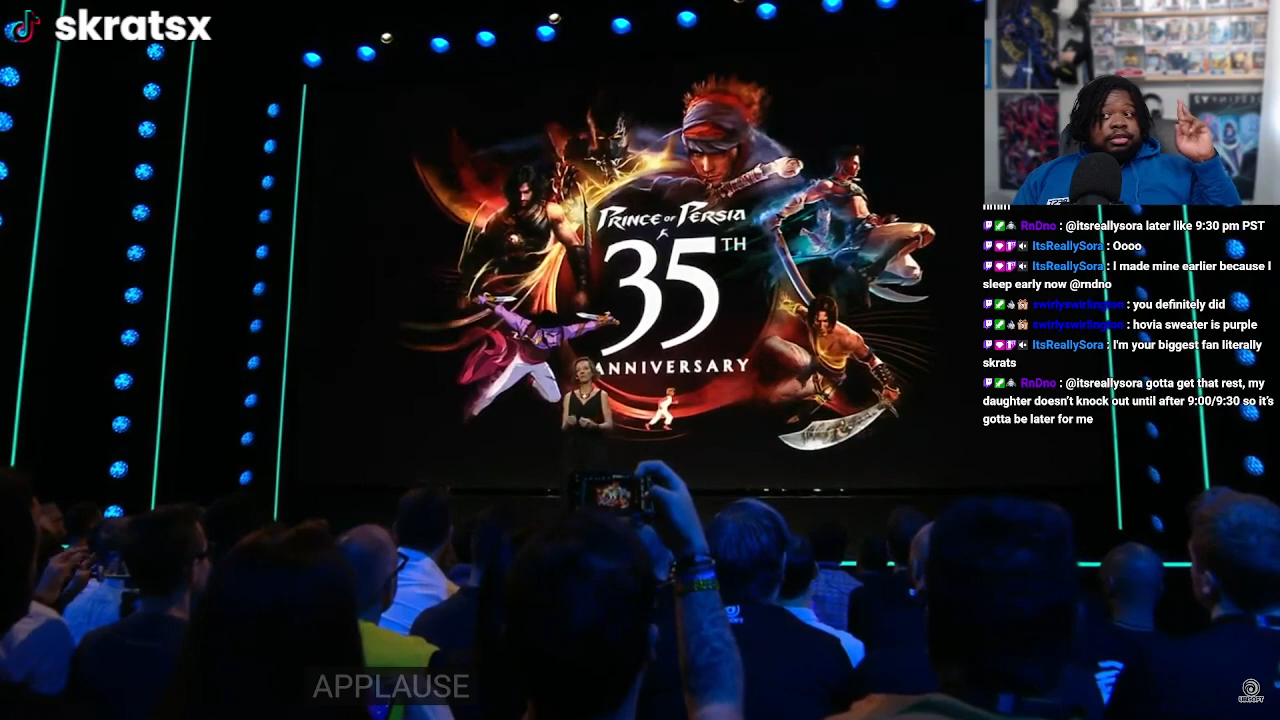 skratsx
PRINCE OF PERSIA
35TH
ANNIVERSARY
RnDno : @itsreallysora later like 9:30 pm PST
ItsReallySora : Oooo
ItsReallySora : I made mine earlier because I
sleep early now @rndno
swirlyswirlington : you definitely did
swirlyswirlington : hovia sweater is purple
ItsReallySora : I'm your biggest fan literally
skrats
RnDno : @itsreallysora gotta get that rest, my
daughter doesn't knock out until after 9:00/9:30 so it's
gotta be later for me
APPLAUSE
UBISOFT